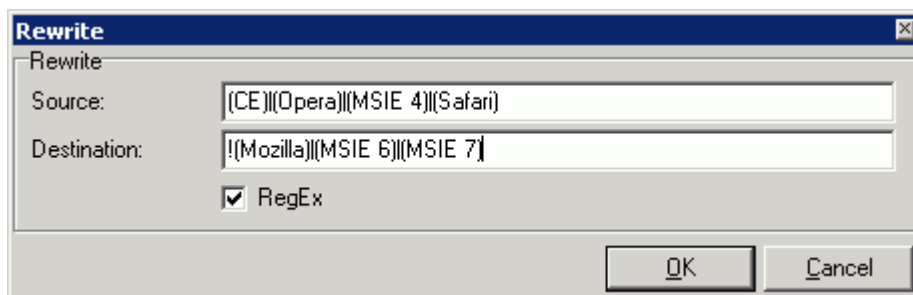 Rewrite
Rewrite
Source: (CE)|(Opera)|(MSIE 4)|(Safari)
Destination: !(Mozilla)|(MSIE 6)|(MSIE 7)
RegEx
OK Cancel